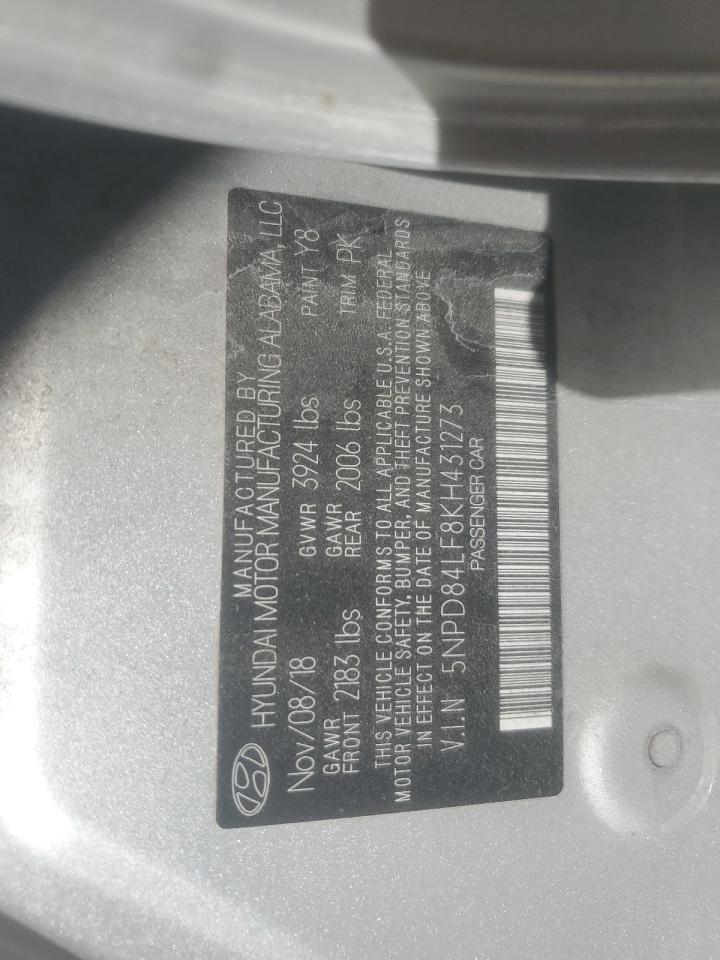 MANUFACTURED BY
HYUNDAI MOTOR MANUFACTURING ALABAMA, LLC
Nov/08/18 GVWR 3924 lbs PAINT Y8
GAWR FRONT 2183 lbs GAWR REAR 2006 lbs TRIM PK
THIS VEHICLE CONFORMS TO ALL APPLICABLE U.S.A. FEDERAL
MOTOR VEHICLE SAFETY, BUMPER, AND THEFT PREVENTION STANDARDS
IN EFFECT ON THE DATE OF MANUFACTURE SHOWN ABOVE
V.I.N 5NPD84LF8KH431273
PASSENGER CAR